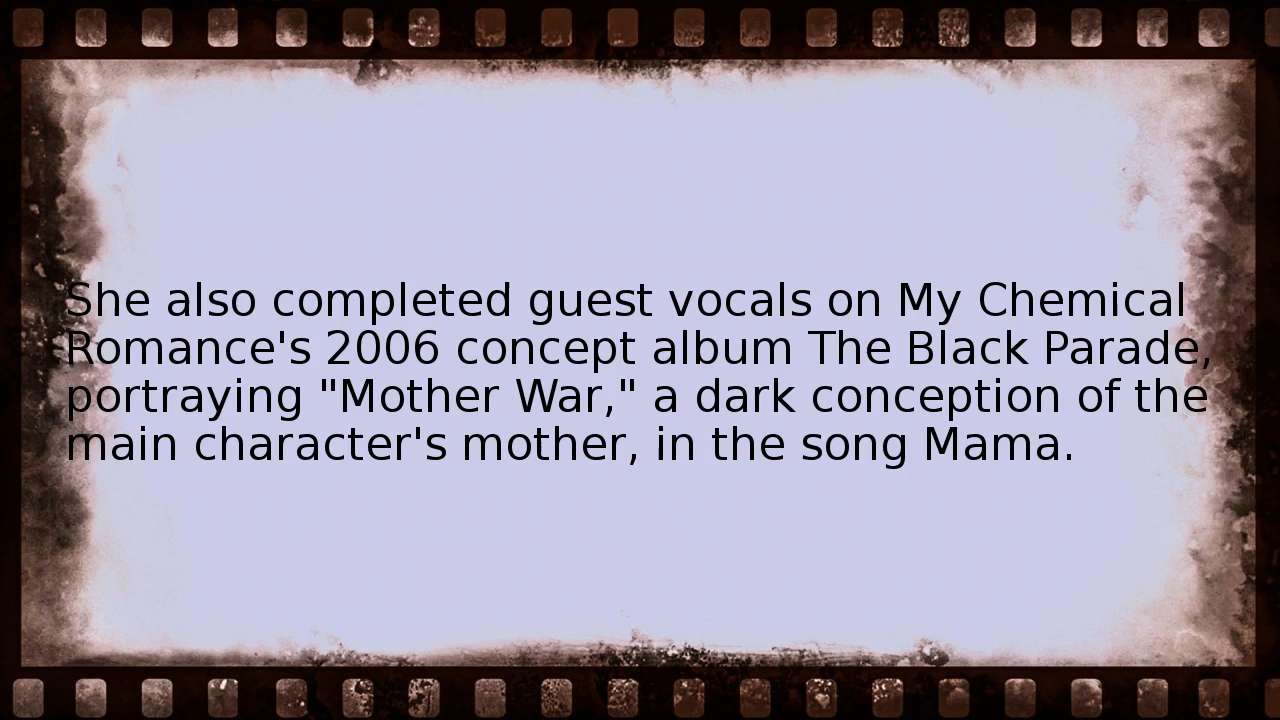 She also completed guest vocals on My Chemical
Romance's 2006 concept album The Black Parade,
portraying "Mother War," a dark conception of the
main character's mother, in the song Mama.